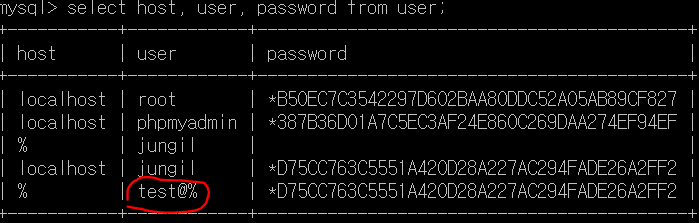 mysql> select host, user, password from user;
+-----------+------------+-------------------------------------------+
| host | user | password |
+-----------+------------+-------------------------------------------+
| localhost | root | *B50EC7C3542297D602BAA80DDC52A05AB89CF827 |
| localhost | phpmyadmin | *387B36D01A7C5EC3AF24E860C269DAA274EF94EF |
| % | jungil | |
| localhost | jungil | *D75CC763C5551A420D28A227AC294FADE26A2FF2 |
| % | test@% | *D75CC763C5551A420D28A227AC294FADE26A2FF2 |
+-----------+------------+-------------------------------------------+